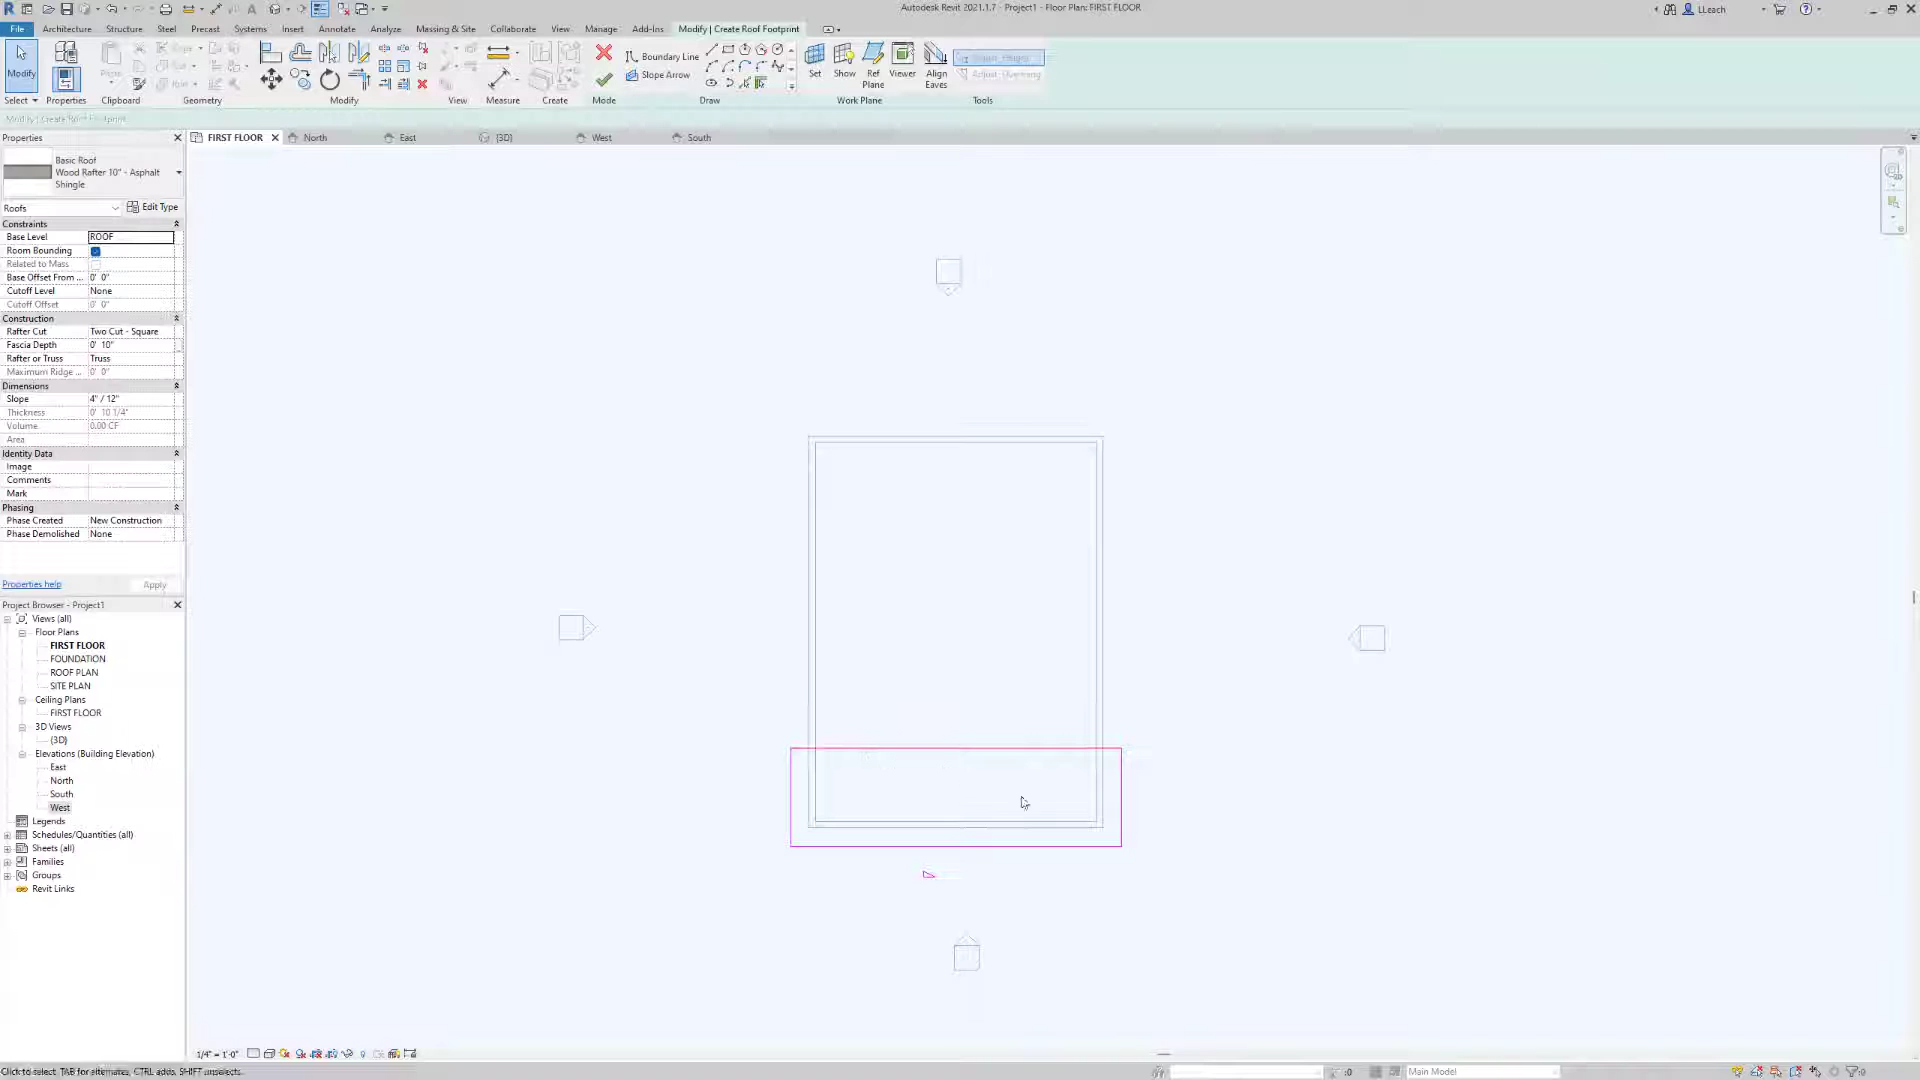 Autodesk Revit 2021.1.7 - Project1 - Floor Plan: FIRST FLOOR
LLeach
File Architecture Structure Steel Precast Systems Insert Annotate Analyze Massing & Site Collaborate View Manage Add-Ins Modify | Create Roof Footprint
Modify Properties Paste Cope Cut Join
Boundary Line
Slope Arrow
Set Show Ref Plane Viewer Align Eaves
Select Properties Clipboard Geometry Modify View Measure Create Mode Draw Work Plane Tools
Modify | Create Roof Footprint
Properties
FIRST FLOOR North East {3D} West South
Basic Roof
Wood Rafter 10" - Asphalt
Shingle
Roofs Edit Type
Constraints
Base Level ROOF
Room Bounding
Related to Mass
Base Offset From ... 0' 0"
Cutoff Level None
Cutoff Offset 0' 0"
Construction
Rafter Cut Two Cut - Square
Fascia Depth 0' 10"
Rafter or Truss Truss
Maximum Ridge ... 0' 0"
Dimensions
Slope 4" / 12"
Thickness 0' 10 1/4"
Volume 0.00 CF
Area
Identity Data
Image
Comments
Mark
Phasing
Phase Created New Construction
Phase Demolished None
Properties help Apply
Project Browser - Project1
Views (all)
Floor Plans
FIRST FLOOR
FOUNDATION
ROOF PLAN
SITE PLAN
Ceiling Plans
FIRST FLOOR
3D Views
{3D}
Elevations (Building Elevation)
East
North
South
West
Legends
Schedules/Quantities (all)
Sheets (all)
Families
Groups
Revit Links
1/4" = 1'-0"
Click to select, TAB for alternates, CTRL adds, SHIFT unselects.
:0 Main Model :0